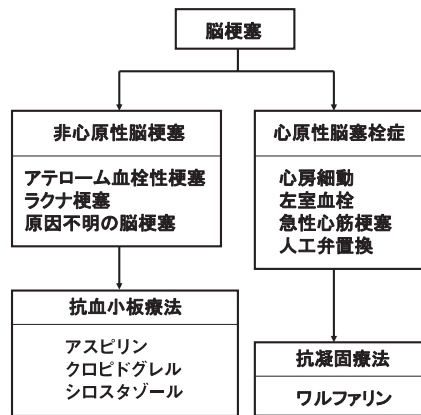 脳梗塞
非心原性脳梗塞
アテローム血栓性梗塞
ラクナ梗塞
原因不明の脳梗塞
心原性脳塞栓症
心房細動
左室血栓
急性心筋梗塞
人工弁置換
抗血小板療法
アスピリン
クロピドグレル
シロスタゾール
抗凝固療法
ワルファリン